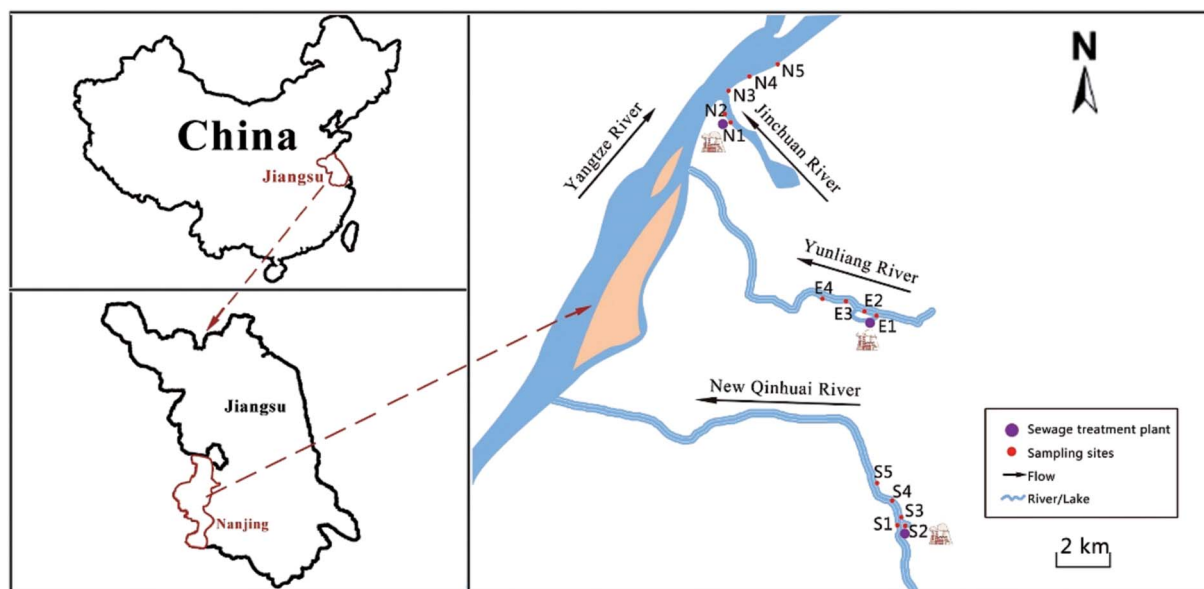 China
Jiangsu
Jiangsu
Nanjing
N
N5
N4
N3
N2
N1
Yangtze River
Jinchuan River
Yunliang River
E4
E2
E3
E1
New Qinhuai River
S5
S4
S3
S1
S2
Sewage treatment plant
Sampling sites
Flow
River/Lake
2 km